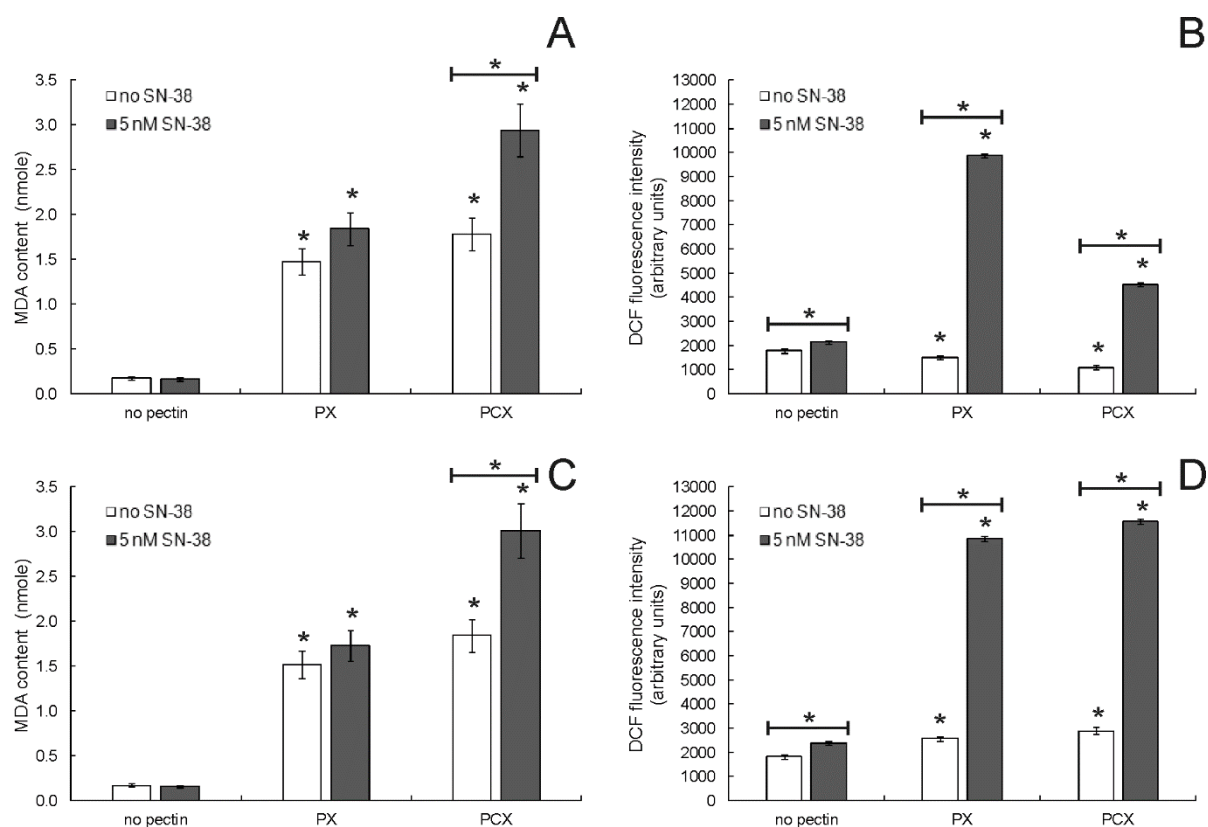 A
MDA content (nmole)
3.5
3.0
2.5
2.0
1.5
1.0
0.5
0.0
no SN-38
5 nM SN-38
*
*
*
*
*
no pectin
PX
PCX
B
DCF fluorescence intensity
(arbitrary units)
13000
12000
11000
10000
9000
8000
7000
6000
5000
4000
3000
2000
1000
0
no SN-38
5 nM SN-38
*
*
*
*
*
*
*
no pectin
PX
PCX
C
MDA content (nmole)
3.5
3.0
2.5
2.0
1.5
1.0
0.5
0.0
no SN-38
5 nM SN-38
*
*
*
*
*
no pectin
PX
PCX
D
DCF fluorescence intensity
(arbitrary units)
13000
12000
11000
10000
9000
8000
7000
6000
5000
4000
3000
2000
1000
0
no SN-38
5 nM SN-38
*
*
*
*
*
*
*
no pectin
PX
PCX